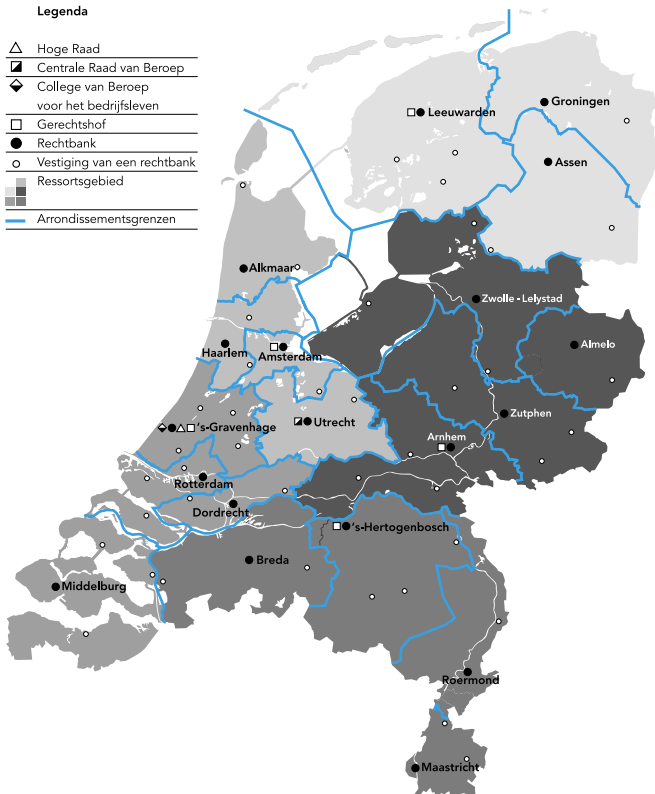 Legenda
Hoge Raad
Centrale Raad van Beroep
College van Beroep
voor het bedrijfsleven
Gerechtshof
Rechtbank
Vestiging van een rechtbank
Ressortsgebied
Arrondissementsgrenzen
Groningen
Leeuwarden
Assen
Alkmaar
Zwolle - Lelystad
Haarlem
Amsterdam
Almelo
Zutphen
Utrecht
's-Gravenhage
Arnhem
Rotterdam
Dordrecht
's-Hertogenbosch
Breda
Middelburg
Roermond
Maastricht